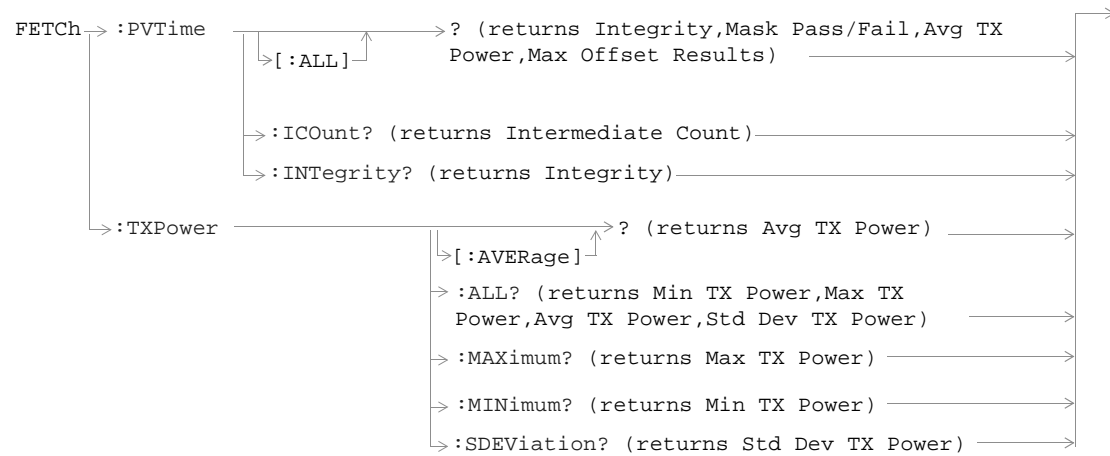 FETCh :PVTime ? (returns Integrity,Mask Pass/Fail,Avg TX
[:ALL] Power,Max Offset Results)
:ICOunt? (returns Intermediate Count)
:INTegrity? (returns Integrity)
:TXPower ? (returns Avg TX Power)
[:AVERage]
:ALL? (returns Min TX Power,Max TX
Power,Avg TX Power,Std Dev TX Power)
:MAXimum? (returns Max TX Power)
:MINimum? (returns Min TX Power)
:SDEViation? (returns Std Dev TX Power)